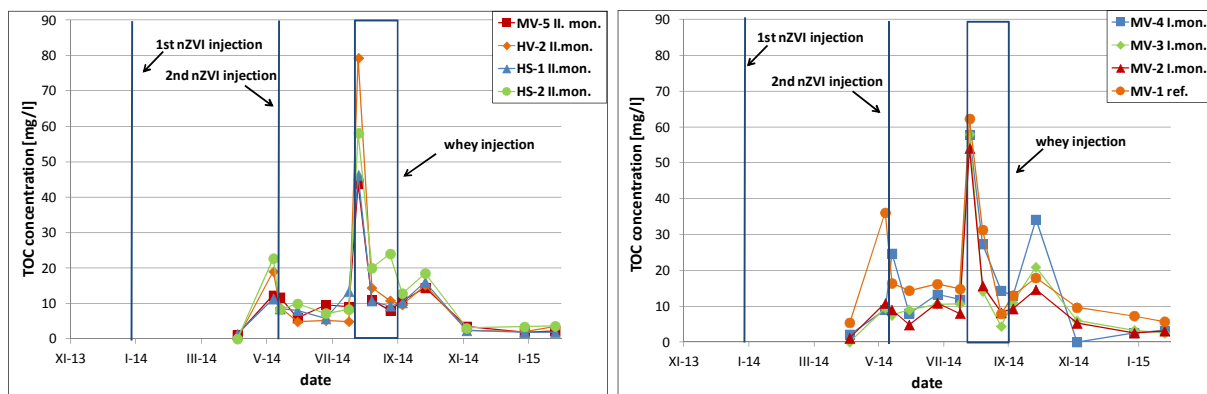 90
80
70
60
50
40
30
20
10
0
TOC concentration [mg/l]
XI-13 I-14 III-14 V-14 VII-14 IX-14 XI-14 I-15
date
1st nZVI injection
2nd nZVI injection
whey injection
MV-5 II. mon.
HV-2 II.mon.
HS-1 II.mon.
HS-2 II.mon.
90
80
70
60
50
40
30
20
10
0
TOC concentration [mg/l]
XI-13 I-14 III-14 V-14 VII-14 IX-14 XI-14 I-15
date
1st nZVI injection
2nd nZVI injection
whey injection
MV-4 I.mon.
MV-3 I.mon.
MV-2 I.mon.
MV-1 ref.